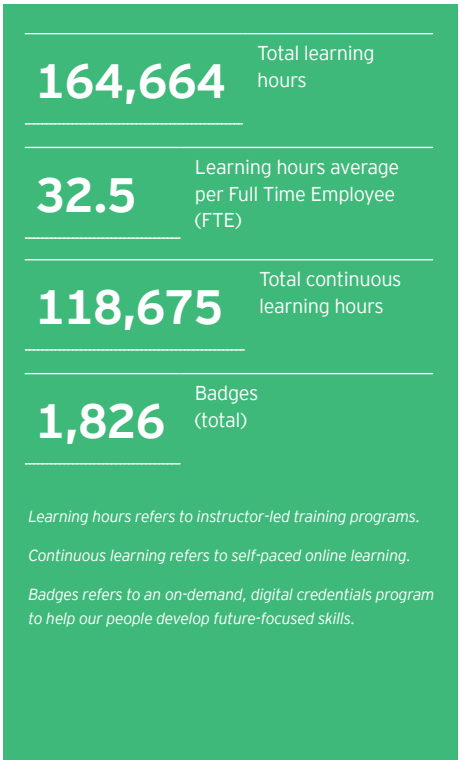 164,664
Total learning
hours
32.5
Learning hours average
per Full Time Employee
(FTE)
118,675
Total continuous
learning hours
1,826
Badges
(total)
Learning hours refers to instructor-led training programs.
Continuous learning refers to self-paced online learning.
Badges refers to an on-demand, digital credentials program
to help our people develop future-focused skills.